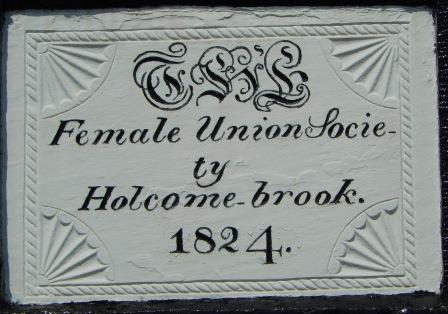 Female Union Socie-
ty
Holcome-brook.
1824.